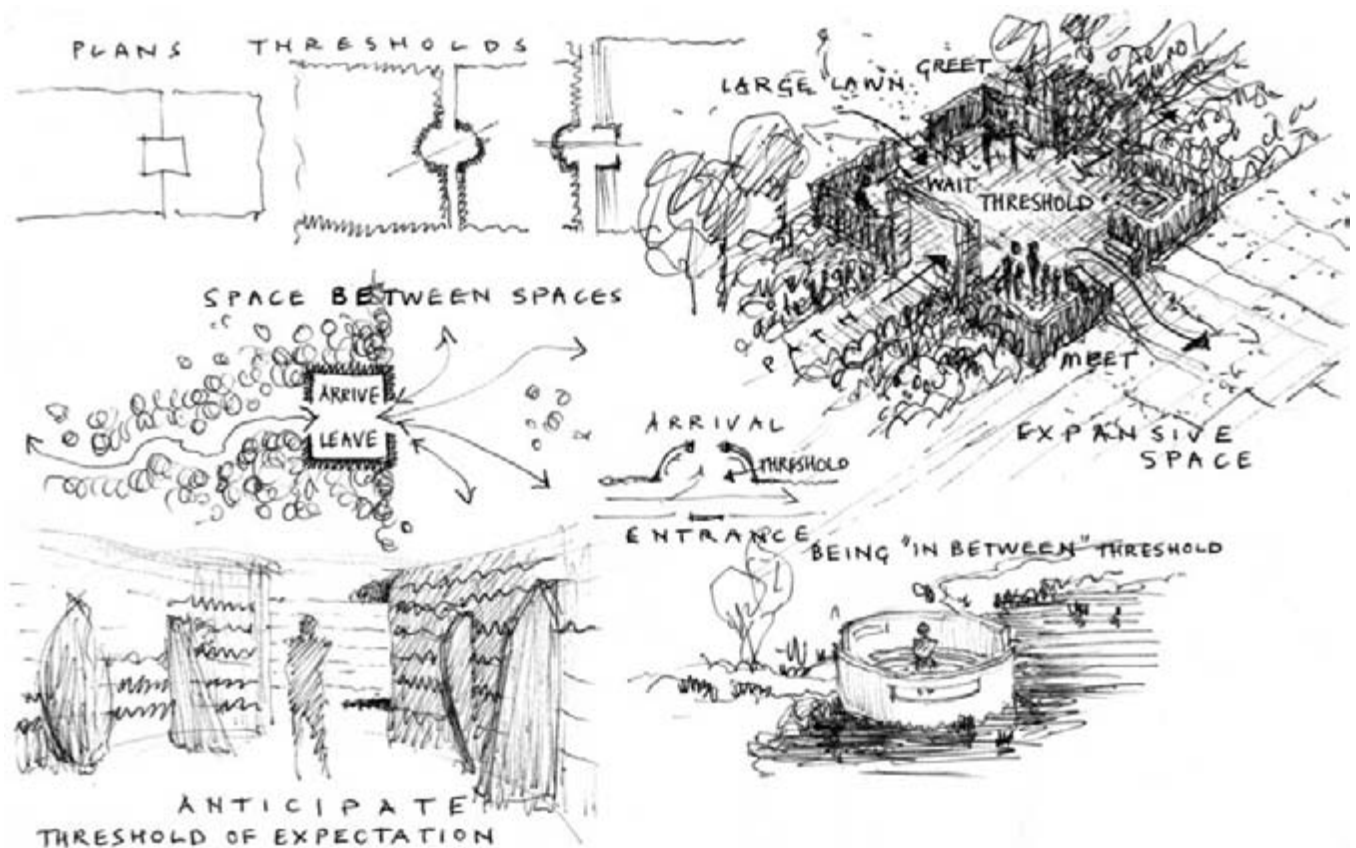 PLANS THRESHOLDS
LARGE LAWN
GREET
WAIT
THRESHOLD
PATH
MEET
EXPANSIVE
SPACE
SPACE BETWEEN SPACES
ARRIVE
LEAVE
ARRIVAL
THRESHOLD
ENTRANCE
BEING "IN BETWEEN" THRESHOLD
ANTICIPATE
THRESHOLD OF EXPECTATION